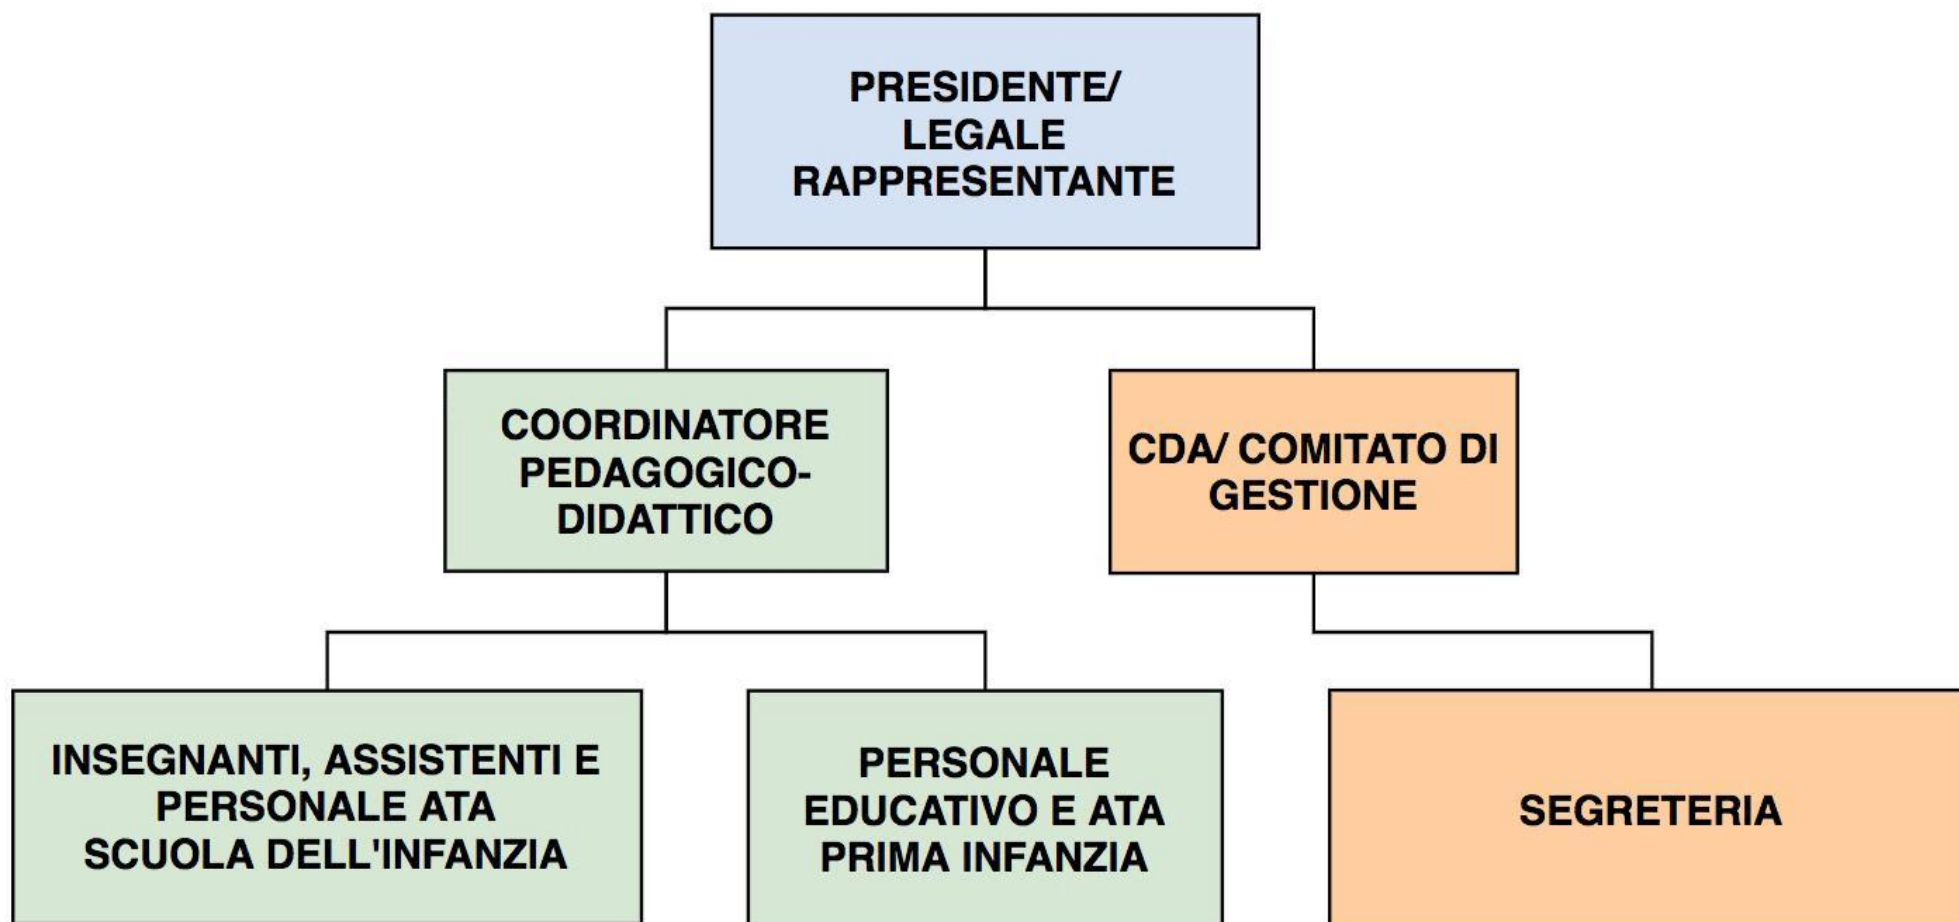 PRESIDENTE/
LEGALE
RAPPRESENTANTE
COORDINATORE
PEDAGOGICO-
DIDATTICO
CDA/ COMITATO DI
GESTIONE
INSEGNANTI, ASSISTENTI E
PERSONALE ATA
SCUOLA DELL'INFANZIA
PERSONALE
EDUCATIVO E ATA
PRIMA INFANZIA
SEGRETERIA